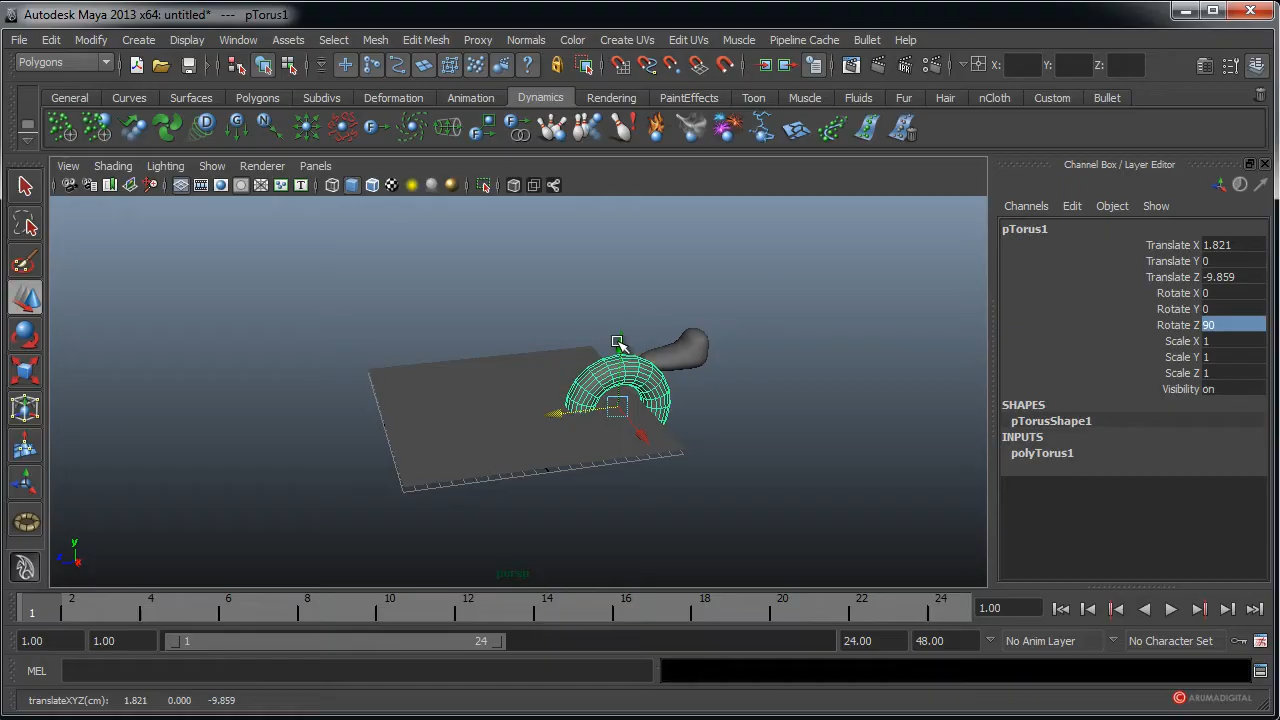 Autodesk Maya 2013 x64: untitled* --- pTorus1
File Edit Modify Create Display Window Assets Select Mesh Edit Mesh Proxy Normals Color Create UVs Edit UVs Muscle Pipeline Cache Bullet Help
Polygons X: Y: Z:
General Curves Surfaces Polygons Subdivs Deformation Animation Dynamics Rendering PaintEffects Toon Muscle Fluids Fur Hair nCloth Custom Bullet
View Shading Lighting Show Renderer Panels
Channel Box / Layer Editor
Channels Edit Object Show
pTorus1
Translate X 1.821
Translate Y 0
Translate Z -9.859
Rotate X 0
Rotate Y 0
Rotate Z 90
Scale X 1
Scale Y 1
Scale Z 1
Visibility on
SHAPES
pTorusShape1
INPUTS
polyTorus1
y
x
persp
1 2 4 6 8 10 12 14 16 18 20 22 24 1.00
1.00 1.00 1 24 24.00 48.00 No Anim Layer No Character Set
MEL
translateXYZ(cm): 1.821 0.000 -9.859
© ARUMADIGITAL